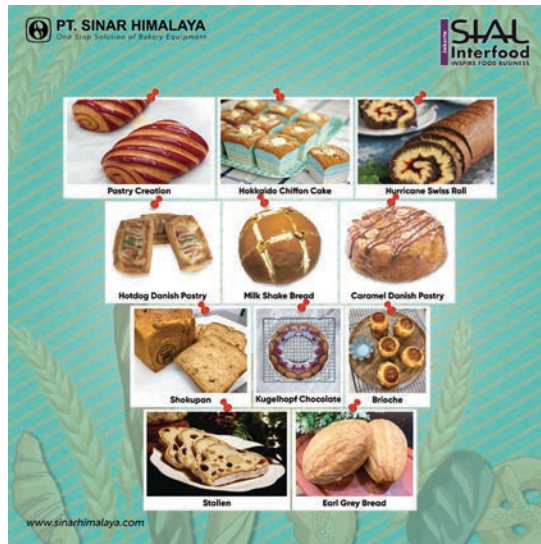 PT. SINAR HIMALAYA
One Stop Solution of Bakery Equipment
Jakarta
SIAL
Interfood
INSPIRE FOOD BUSINESS
Pastry Creation
Hokkaido Chiffon Cake
Hurricane Swiss Roll
Hotdog Danish Pastry
Milk Shake Bread
Caramel Danish Pastry
Shokupan
Kugelhopf Chocolate
Brioche
Stollen
Earl Grey Bread
www.sinarhimalaya.com